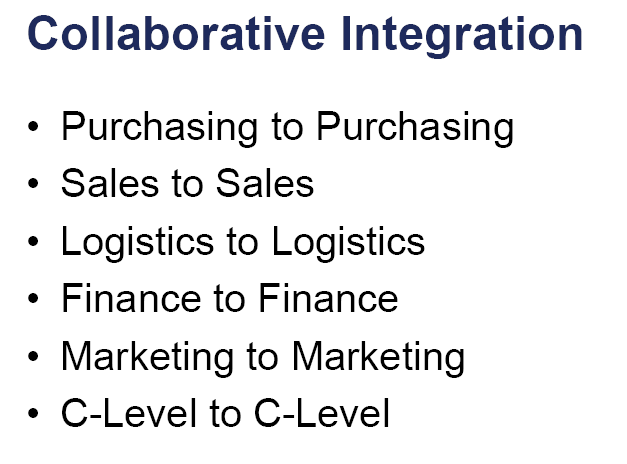 Collaborative Integration
• Purchasing to Purchasing
• Sales to Sales
• Logistics to Logistics
• Finance to Finance
• Marketing to Marketing
• C-Level to C-Level